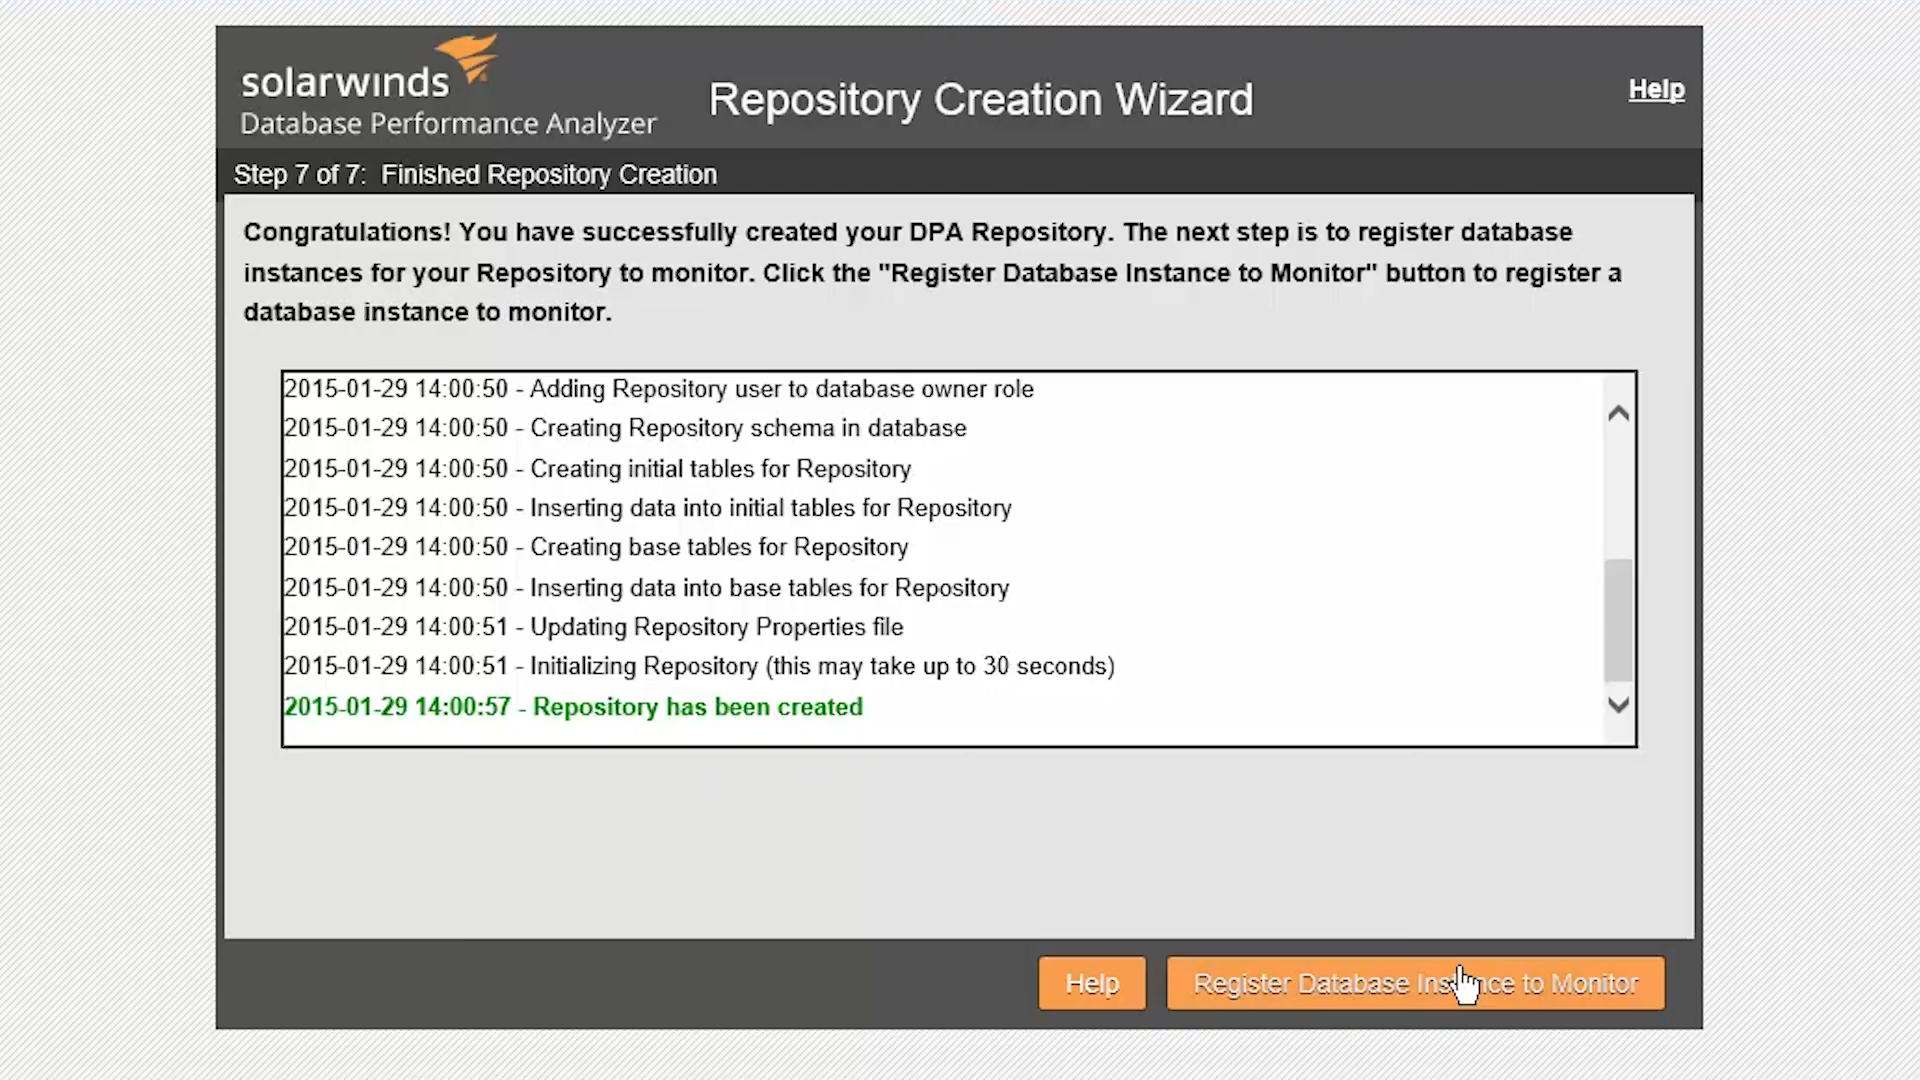 solarwinds
Database Performance Analyzer
Repository Creation Wizard
Help
Step 7 of 7: Finished Repository Creation
Congratulations! You have successfully created your DPA Repository. The next step is to register database
instances for your Repository to monitor. Click the "Register Database Instance to Monitor" button to register a
database instance to monitor.
2015-01-29 14:00:50 - Adding Repository user to database owner role
2015-01-29 14:00:50 - Creating Repository schema in database
2015-01-29 14:00:50 - Creating initial tables for Repository
2015-01-29 14:00:50 - Inserting data into initial tables for Repository
2015-01-29 14:00:50 - Creating base tables for Repository
2015-01-29 14:00:50 - Inserting data into base tables for Repository
2015-01-29 14:00:51 - Updating Repository Properties file
2015-01-29 14:00:51 - Initializing Repository (this may take up to 30 seconds)
2015-01-29 14:00:57 - Repository has been created
Help
Register Database Instance to Monitor